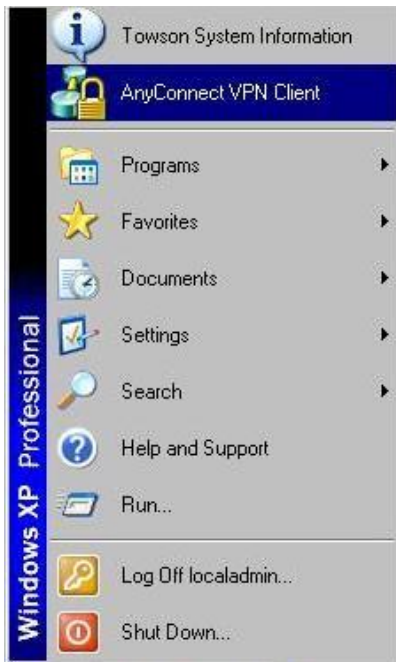 Towson System Information
AnyConnect VPN Client
Programs
Favorites
Documents
Settings
Search
Help and Support
Run...
Log Off localadmin...
Shut Down...
Windows XP Professional